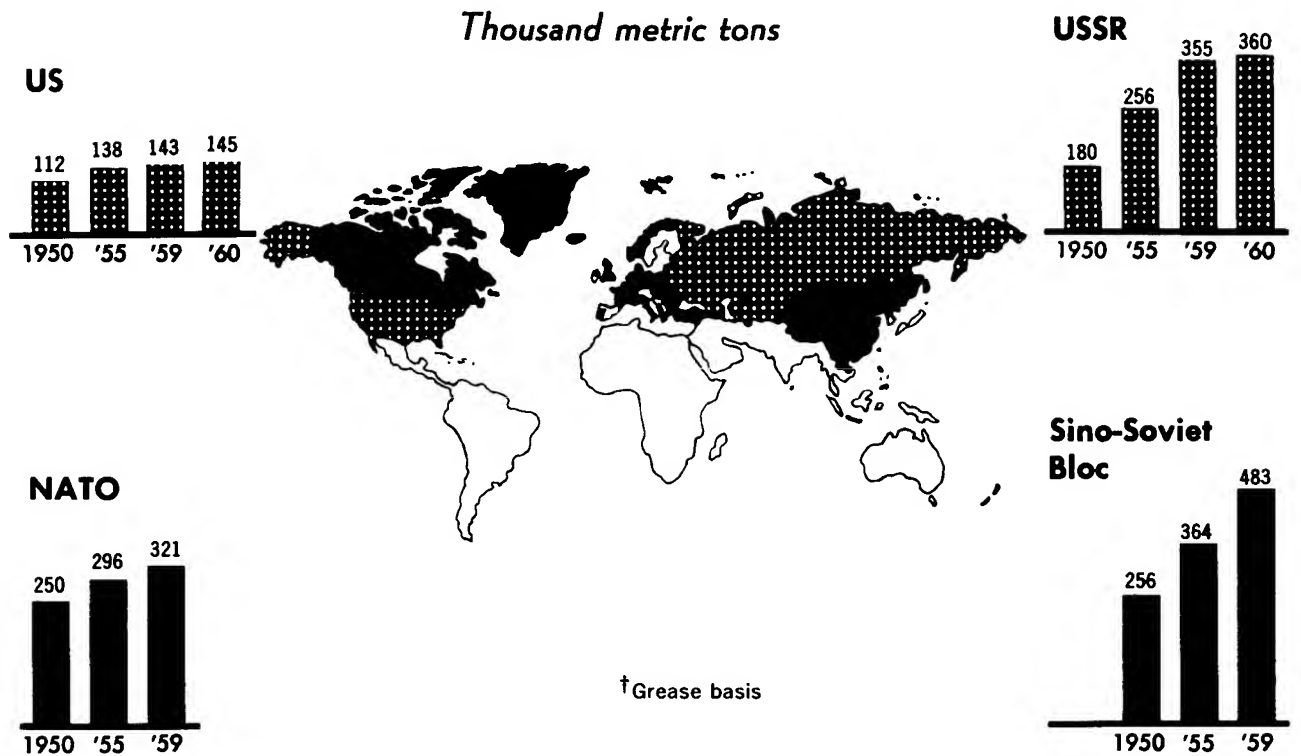 Thousand metric tons
US
112 138 143 145
1950 '55 '59 '60
USSR
180 256 355 360
1950 '55 '59 '60
NATO
250 296 321
1950 '55 '59
Sino-Soviet
Bloc
256 364 483
1950 '55 '59
†Grease basis